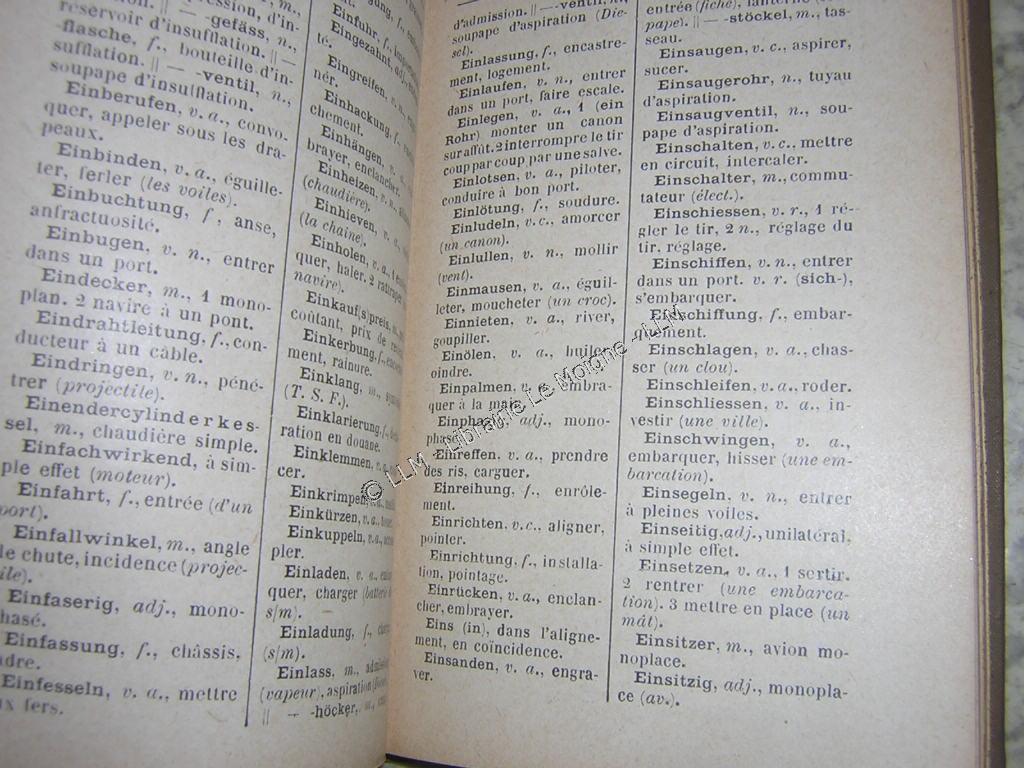 réservoir d'insufflation. ||
-flasche, f., bouteille d'in-
sufflation. || — -ventil, n.,
soupape d'insufflation.
Einberufen, v. a., convo-
quer, appeler sous les dra-
peaux.
Einbinden, v. a., éguille-
ter, ferler (les voiles).
Einbuchtung, f., anse,
anfractuosité.
Einbugen, v. n., entrer
dans un port.
Eindecker, m., 1 mono-
plan. 2 navire à un pont.
Eindrahtleitung, f., con-
ducteur à un câble.
Eindringen, v. n., péné-
trer (projectile).
Einendercylinderkes-
sel, m., chaudière simple.
Einfachwirkend, à sim-
ple effet (moteur).
Einfahrt, f., entrée (d'un
port).
Einfallwinkel, m., angle
de chute, incidence (projec-
tile).
Einfaserig, adj., mono-
phasé.
Einfassung, f., châssis,
Einfesseln, v. a., mettre
fers.
Einfuhr, f.,
Eingezahnt, adj.
Eingreifen, v.
Einhackung, f.,
chement.
Einhängen, v.
brayer, enclancher.
Einheizen, v.
(chaudière).
Einhieven, v. a.
(la chaine).
Einholen, v. a., 1
quer, haler. 2
navire).
Einkauf(s)preis, m.,
coûtant, prix de
Einkerbung, f.,
ment, rainure.
Einklang, m.,
(T. S. F.).
Einklarierung, f.,
ration en douane.
Einklemmen, v.
cer.
Einkrimpen,
Einkürzen, v. a.,
Einkuppeln, v. a.,
pler.
Einladen, v. a.,
quer, charger
s/m).
Einladung, f.,
(s/m).
Einlass, m.,
(vapeur), aspiration
|| — -höcker, m.,
d'admission. || — -ventil, n.,
soupape d'aspiration (Die-
sel).
Einlassung, f., encastre-
ment, logement.
Einlaufen, v. n., entrer
dans un port, faire escale.
Einlegen, v. a., 1 (ein
Rohr) monter un canon
sur affût. 2 interrompre le tir
coup par coup par une salve.
Einlotsen, v. a., piloter,
conduire à bon port.
Einlötung, f., soudure.
Einludeln, v. c., amorcer
(un canon).
Einlullen, v. n., mollir
(vent).
Einmausen, v. a., éguil-
leter, moucheter (un croc).
Einnieten, v. a., river,
goupiller.
Einölen, v. a., huiler,
oindre.
Einpalmen, v. a., embra-
quer à la main.
Einphasig, adj., mono-
phasé.
Einreffen, v. a., prendre
des ris, carguer.
Einreihung, f., enrôle-
ment.
Einrichten, v. c., aligner,
pointer.
Einrichtung, f., installa-
tion, pointage.
Einrücken, v. a., enclan-
cher, embrayer.
Eins (in), dans l'aligne-
ment, en coïncidence.
Einsanden, v. a., engra-
ver.
entrée (fiche), lanterne
pape). || — -stöckel, m., tas-
seau.
Einsaugen, v. c., aspirer,
sucer.
Einsaugerohr, n., tuyau
d'aspiration.
Einsaugventil, n., sou-
pape d'aspiration.
Einschalten, v. c., mettre
en circuit, intercaler.
Einschalter, m., commu-
tateur (élect.).
Einschiessen, v. r., 1 ré-
gler le tir, 2 n., réglage du
tir, réglage.
Einschiffen, v. n., entrer
dans un port. v. r. (sich-),
s'embarquer.
Einschiffung, f., embar-
quement.
Einschlagen, v. a., chas-
ser (un clou).
Einschleifen, v. a., roder.
Einschliessen, v. a., in-
vestir (une ville).
Einschwingen, v. a.,
embarquer, hisser (une em-
barcation).
Einsegeln, v. n., entrer
à pleines voiles.
Einseitig, adj., unilatéral,
à simple effet.
Einsetzen, v. a., 1 sertir.
2 rentrer (une embarca-
tion). 3 mettre en place (un
mât).
Einsitzer, m., avion mo-
noplace.
Einsitzig, adj., monopla-
ce (av.).
© LLM - Librairie Le Moigne - LLM